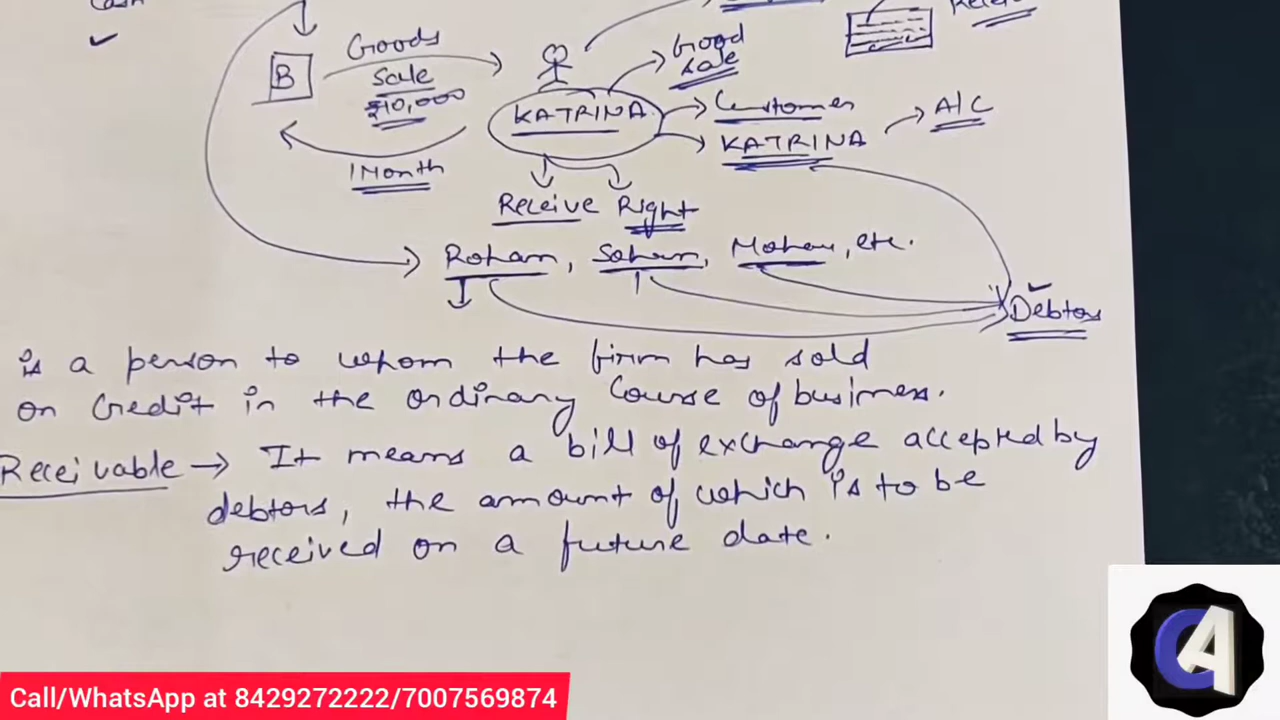 Cash
Goods
Sale
₹10,000
B
1 Month
KATRINA
Good
Sale
Customer
KATRINA
A/C
Receive Right
Rohan, Sohan, Mohan, etc.
Debtors
is a person to whom the firm has sold
on Credit in the ordinary Course of business.
Receivable → It means a bill of exchange accepted by
debtors, the amount of which is to be
received on a future date.
CA
Call/WhatsApp at 8429272222/7007569874